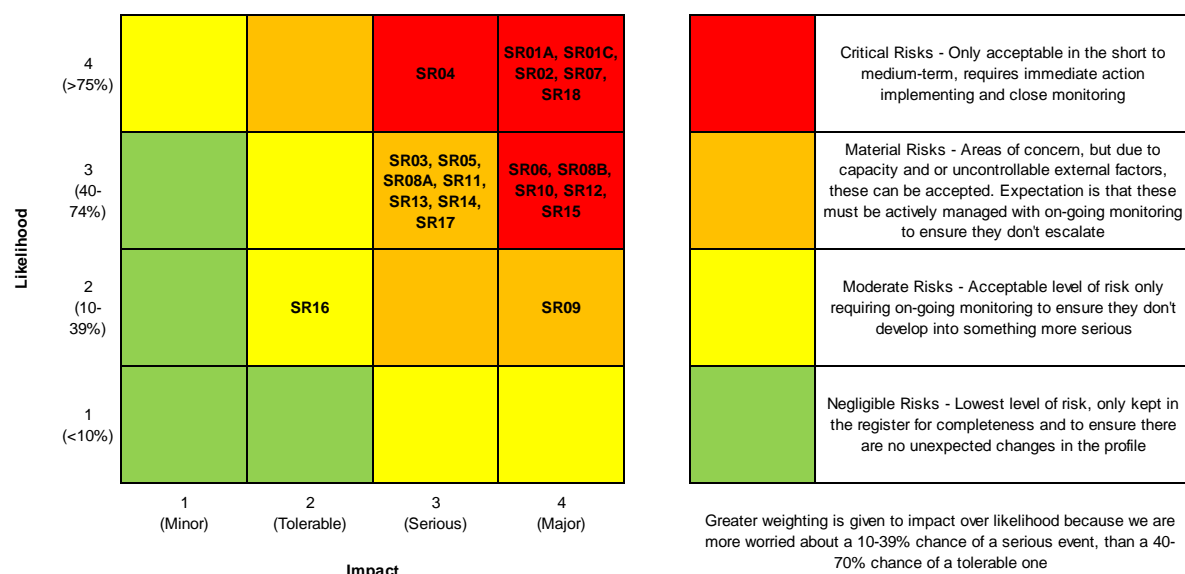 Likelihood
4
(>75%)
SR04
SR01A, SR01C,
SR02, SR07,
SR18
3
(40-
74%)
SR03, SR05,
SR08A, SR11,
SR13, SR14,
SR17
SR06, SR08B,
SR10, SR12,
SR15
2
(10-
39%)
SR16
SR09
1
(<10%)
1
(Minor)
2
(Tolerable)
3
(Serious)
4
(Major)
Impact
Critical Risks - Only acceptable in the short to
medium-term, requires immediate action
implementing and close monitoring
Material Risks - Areas of concern, but due to
capacity and or uncontrollable external factors,
these can be accepted. Expectation is that these
must be actively managed with on-going monitoring
to ensure they don't escalate
Moderate Risks - Acceptable level of risk only
requiring on-going monitoring to ensure they don't
develop into something more serious
Negligible Risks - Lowest level of risk, only kept in
the register for completeness and to ensure there
are no unexpected changes in the profile
Greater weighting is given to impact over likelihood because we are
more worried about a 10-39% chance of a serious event, than a 40-
70% chance of a tolerable one